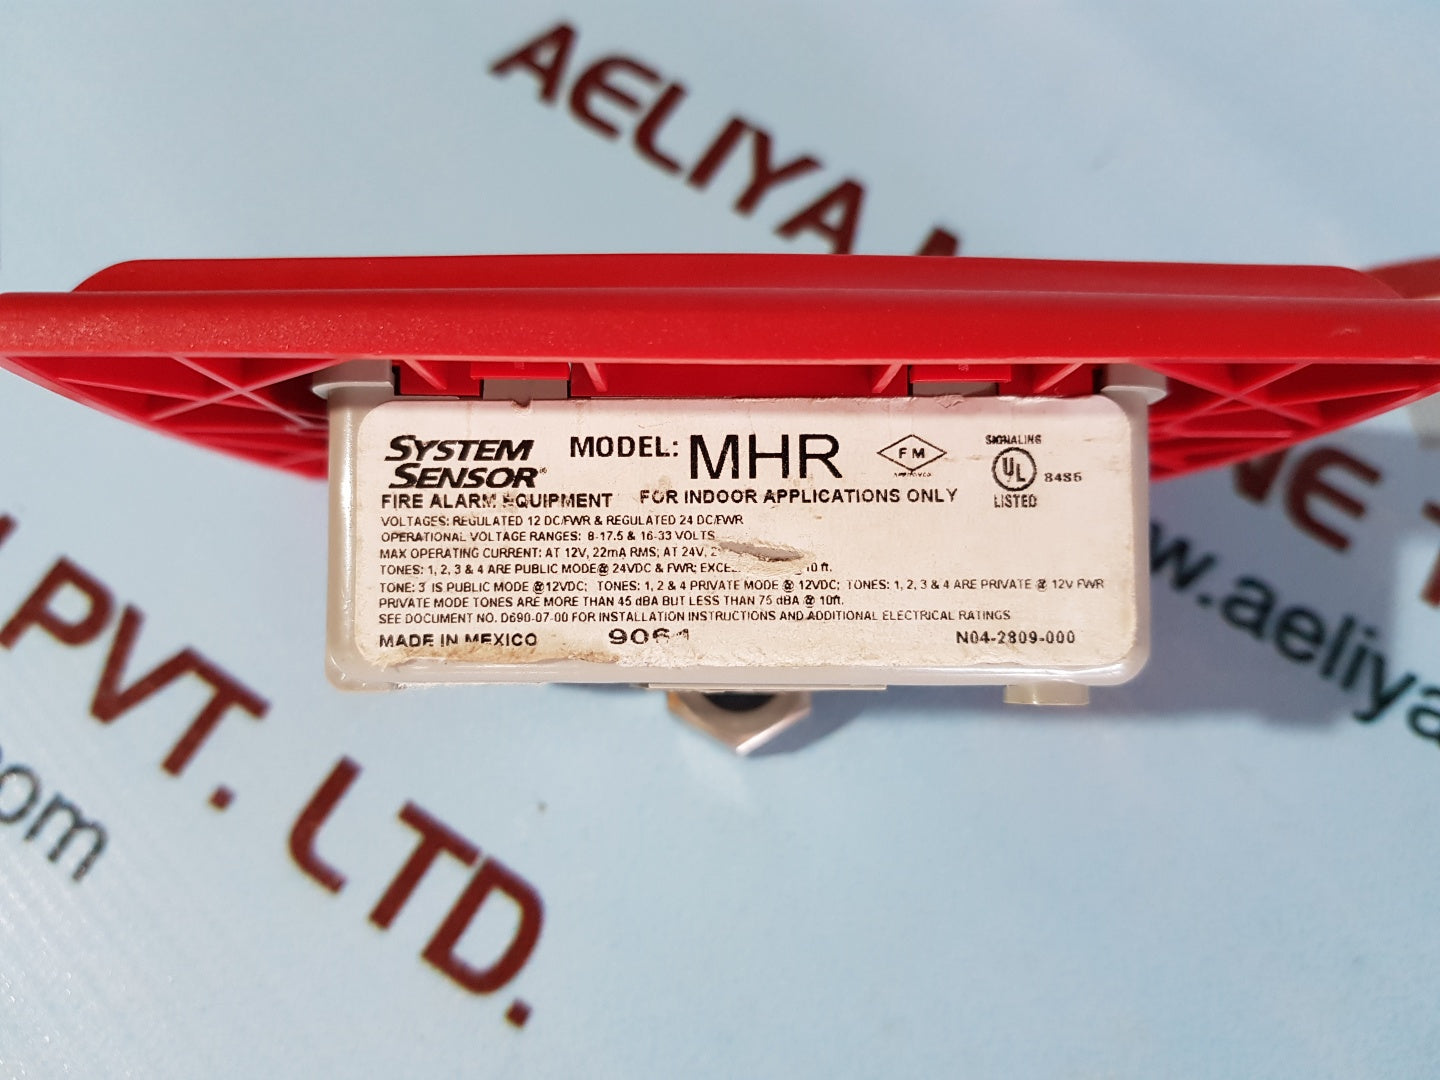 AELIYA
SYSTEM
SENSOR®
MODEL: MHR
FM
APPROVED
SIGNALING
UL 8485
LISTED
FIRE ALARM EQUIPMENT FOR INDOOR APPLICATIONS ONLY
VOLTAGES: REGULATED 12 DC/FWR & REGULATED 24 DC/FWR
OPERATIONAL VOLTAGE RANGES: 8-17.5 & 16-33 VOLTS
MAX OPERATING CURRENT: AT 12V, 22mA RMS; AT 24V,
TONES: 1, 2, 3 & 4 ARE PUBLIC MODE@ 24VDC & FWR; 10 ft.
TONE: 3 IS PUBLIC MODE @12VDC; TONES: 1, 2 & 4 PRIVATE MODE @ 12VDC; TONES: 1, 2, 3 & 4 ARE PRIVATE @ 12V FWR
PRIVATE MODE TONES ARE MORE THAN 45 dBA BUT LESS THAN 75 dBA @ 10ft.
SEE DOCUMENT NO. D690-07-00 FOR INSTALLATION INSTRUCTIONS AND ADDITIONAL ELECTRICAL RATINGS
MADE IN MEXICO 9061 N04-2809-000
NE T
www.aeliya
PVT. LTD.
om